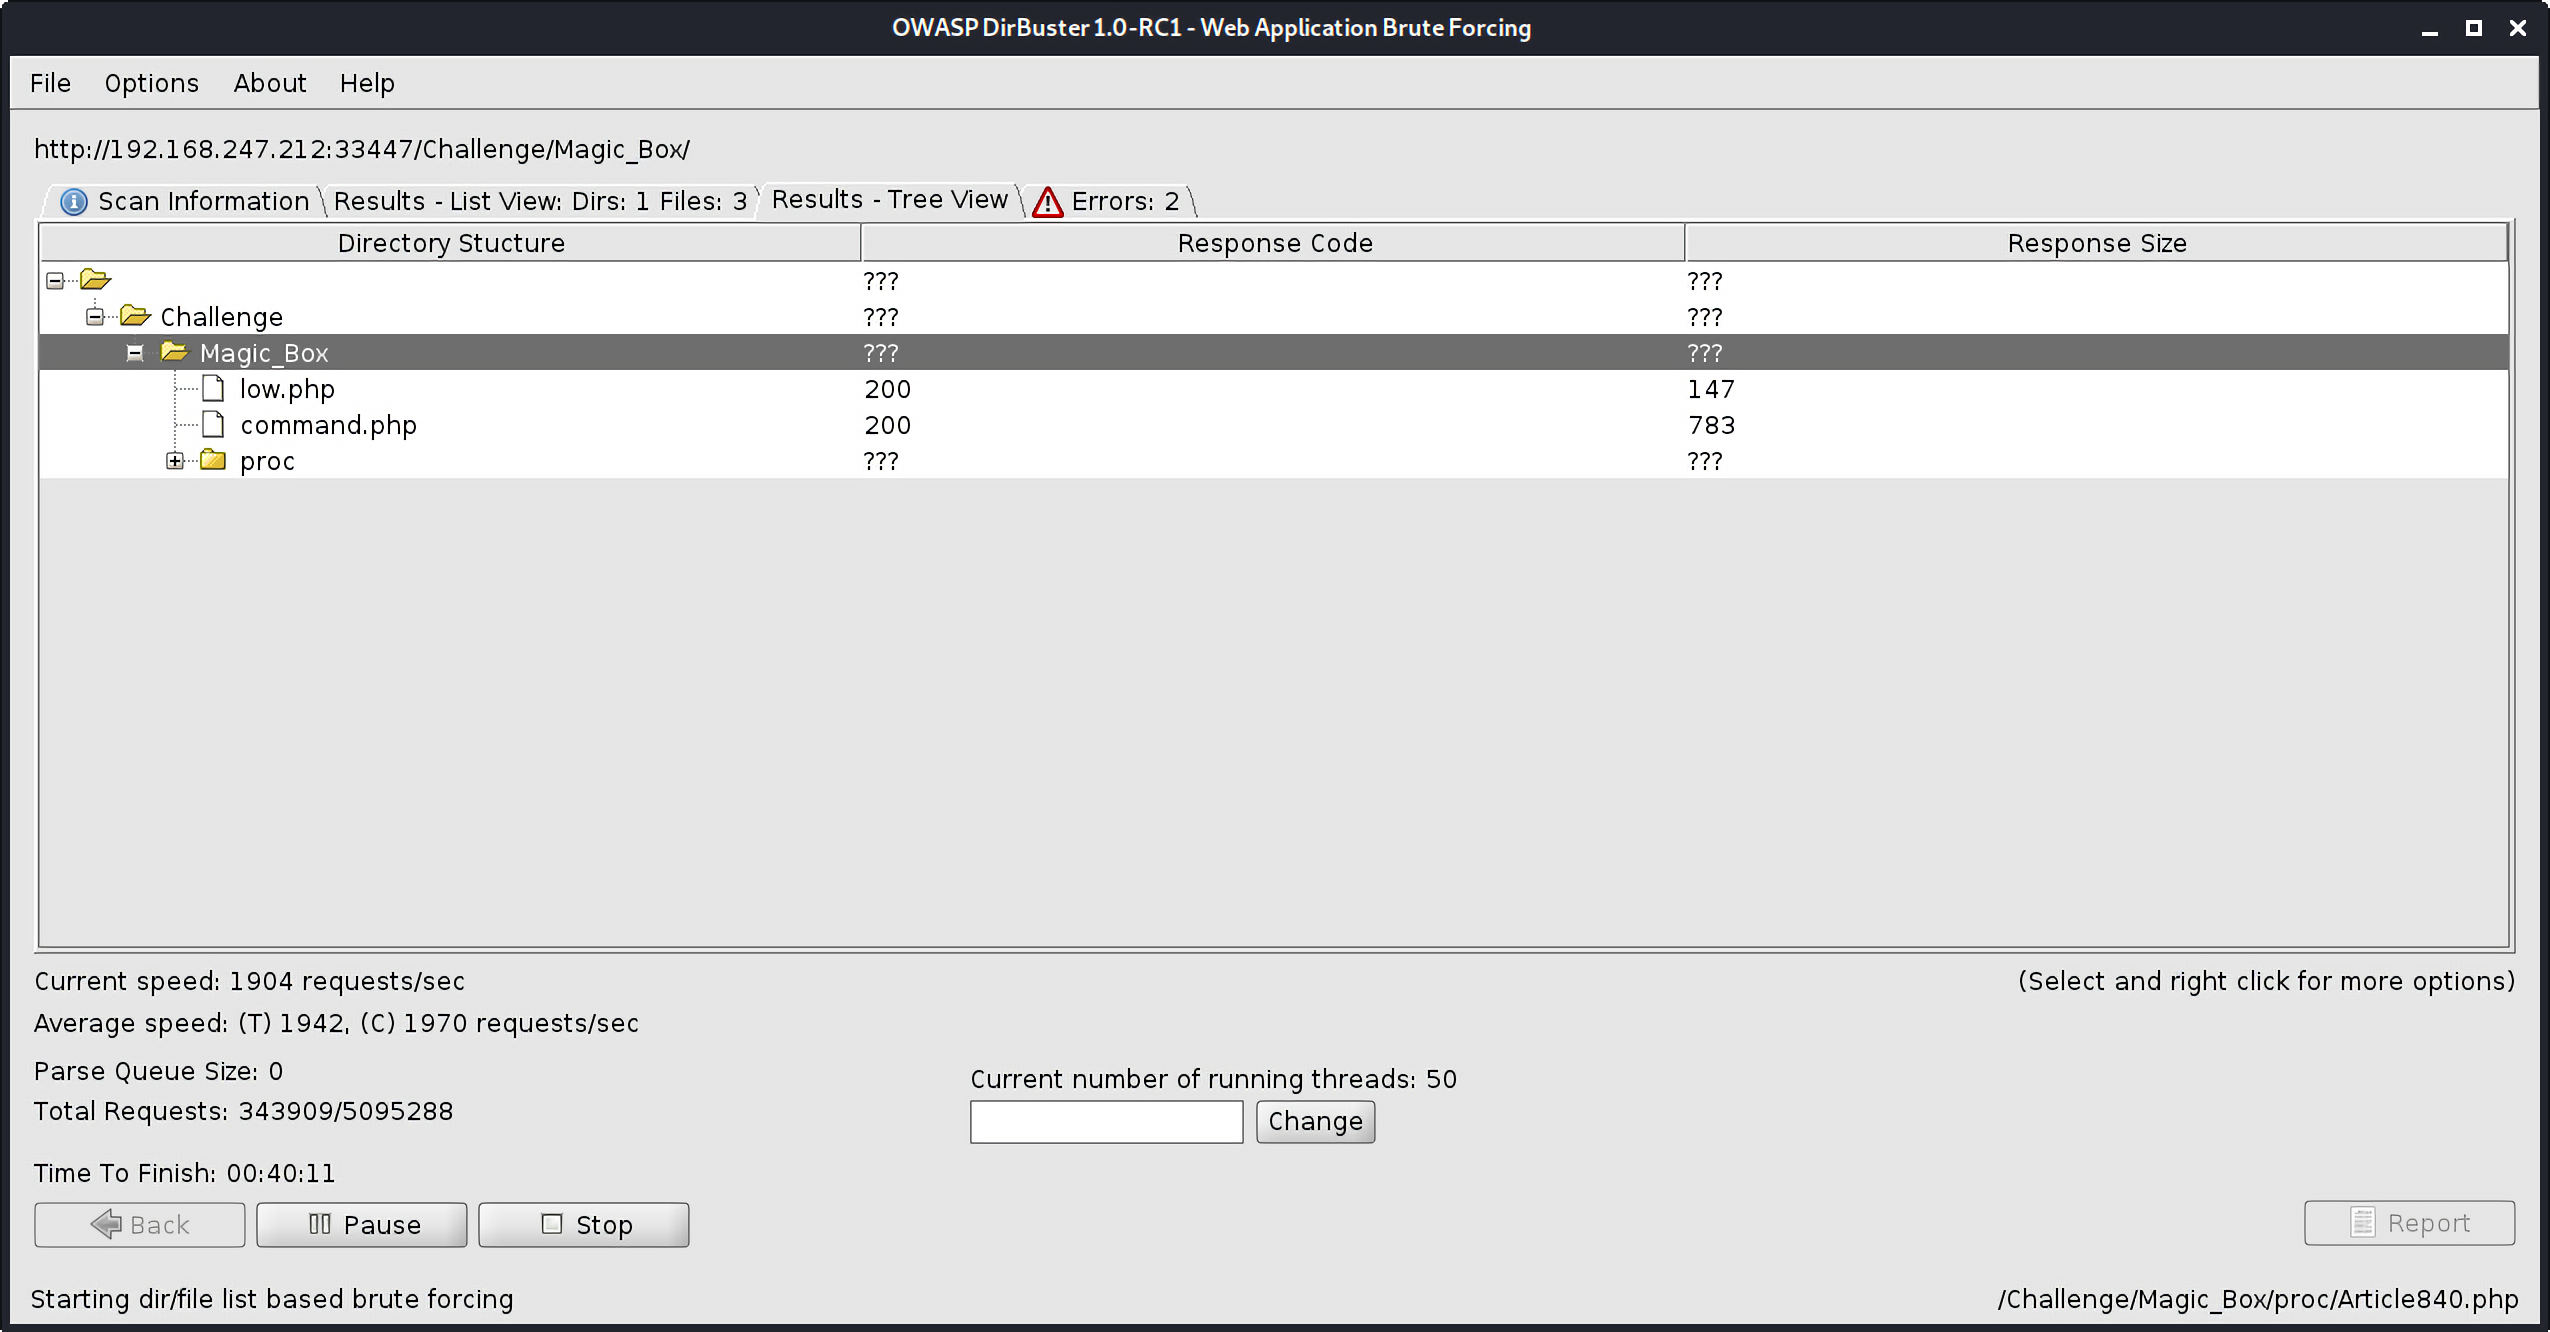 OWASP DirBuster 1.0-RC1 - Web Application Brute Forcing
File Options About Help
http://192.168.247.212:33447/Challenge/Magic_Box/
Scan Information Results - List View: Dirs: 1 Files: 3 Results - Tree View Errors: 2
Directory Stucture Response Code Response Size
??? ???
Challenge ??? ???
Magic_Box ??? ???
low.php 200 147
command.php 200 783
proc ??? ???
Current speed: 1904 requests/sec (Select and right click for more options)
Average speed: (T) 1942, (C) 1970 requests/sec
Parse Queue Size: 0
Current number of running threads: 50
Total Requests: 343909/5095288
Change
Time To Finish: 00:40:11
Back Pause Stop Report
Starting dir/file list based brute forcing /Challenge/Magic_Box/proc/Article840.php